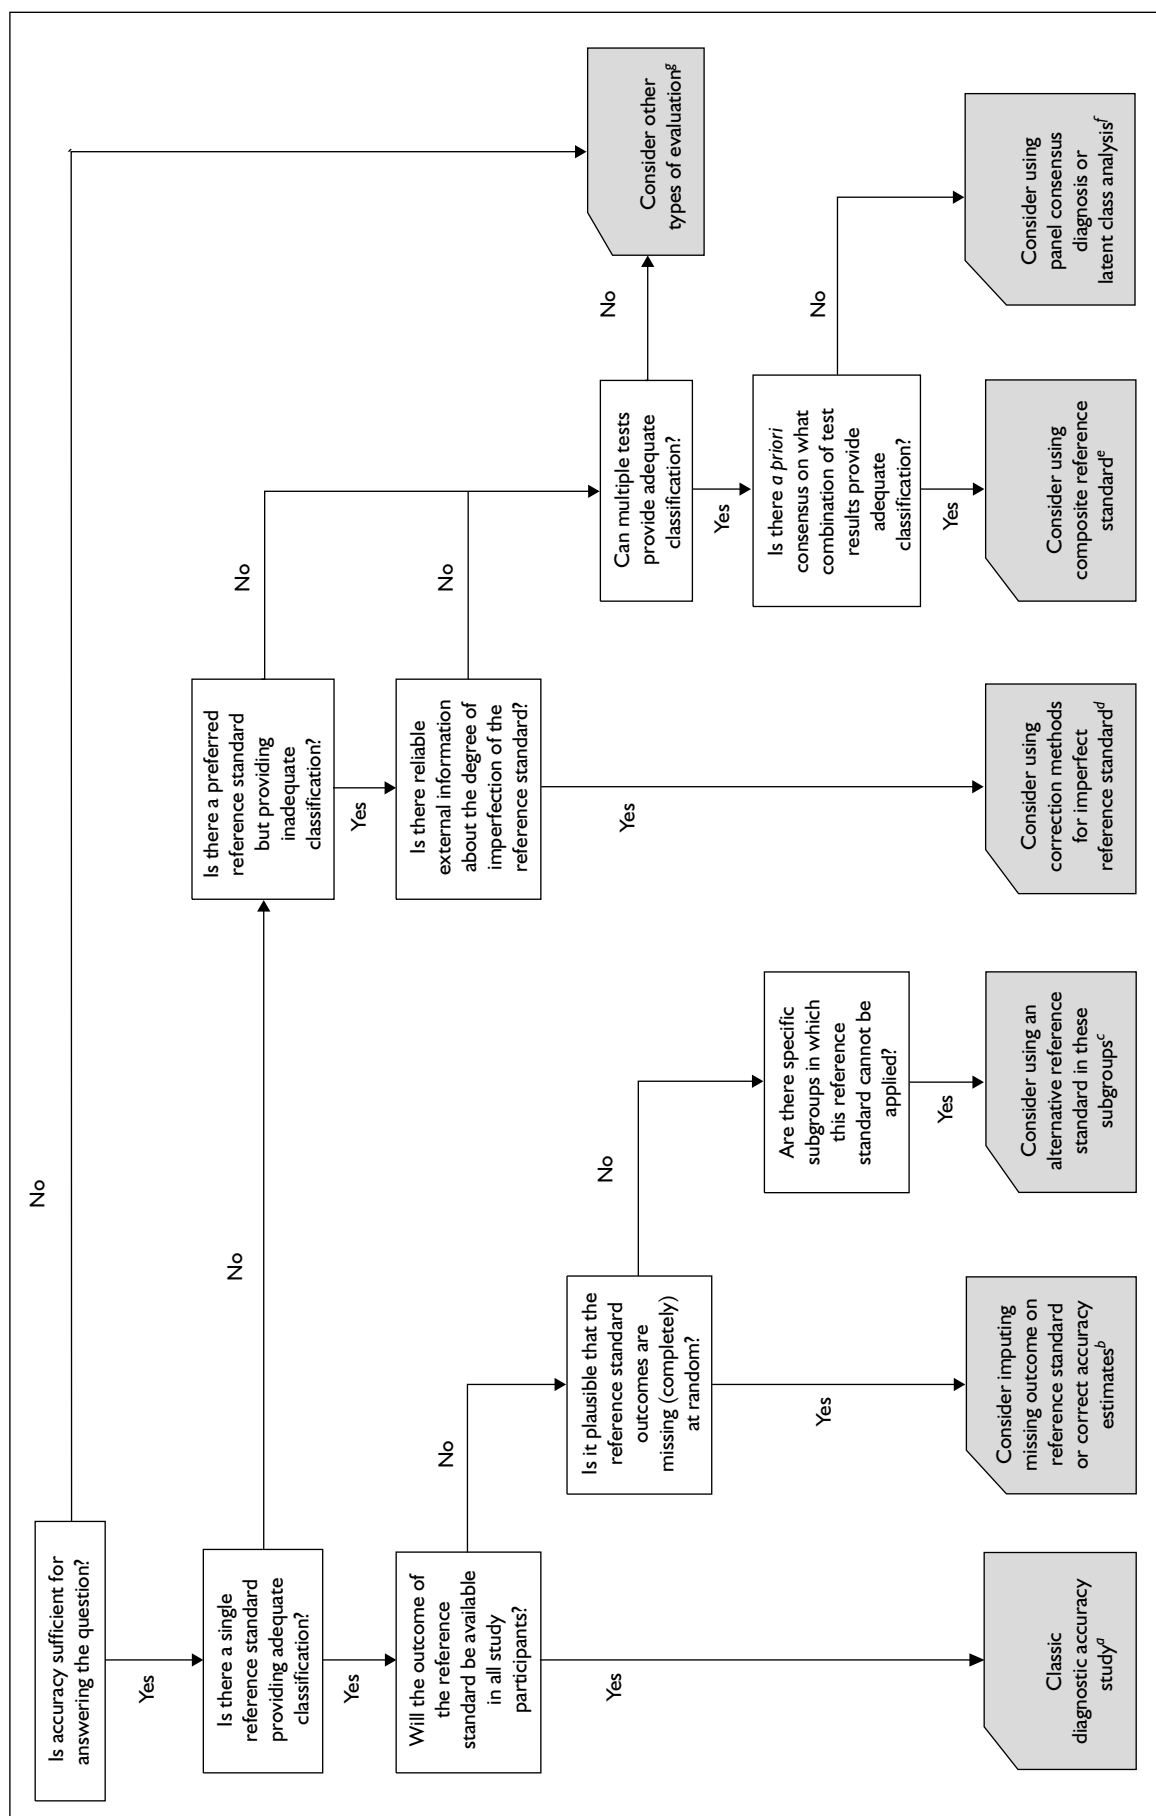 Is accuracy sufficient for
answering the question?
No
Yes
Is there a single
reference standard
providing adequate
classification?
No
Yes
Is there a preferred
reference standard
but providing
inadequate
classification?
No
Yes
Will the outcome of
the reference
standard be available
in all study
participants?
No
Yes
Is there reliable
external information
about the degree of
imperfection of the
reference standard?
No
Yes
Is it plausible that the
reference standard
outcomes are
missing (completely)
at random?
No
Yes
Can multiple tests
provide adequate
classification?
No
Yes
Consider other
types of evaluationᵍ
Are there specific
subgroups in which
this reference
standard cannot be
applied?
Yes
Is there a priori
consensus on what
combination of test
results provide
adequate
classification?
No
Yes
Classic
diagnostic accuracy
studyᵃ
Consider imputing
missing outcome on
reference standard
or correct accuracy
estimatesᵇ
Consider using an
alternative reference
standard in these
subgroupsᶜ
Consider using
correction methods
for imperfect
reference standardᵈ
Consider using
composite reference
standardᵉ
Consider using
panel consensus
diagnosis or
latent class analysisᶠ